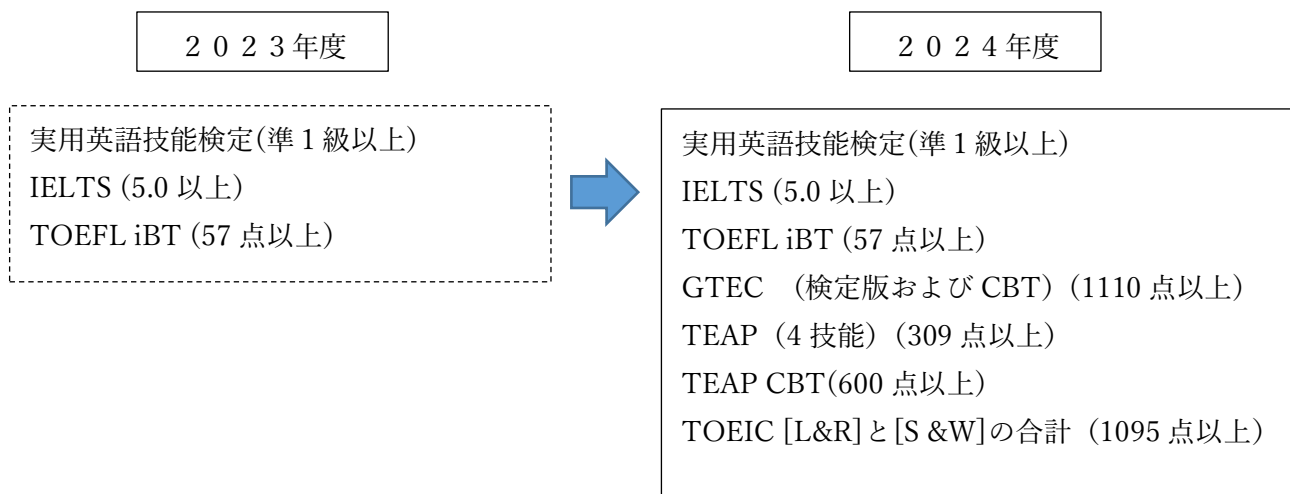 ２０２３年度
実用英語技能検定(準１級以上)
IELTS (5.0 以上)
TOEFL iBT (57 点以上)
２０２４年度
実用英語技能検定(準１級以上)
IELTS (5.0 以上)
TOEFL iBT (57 点以上)
GTEC　（検定版および CBT）(1110 点以上)
TEAP（4 技能）(309 点以上)
TEAP CBT(600 点以上)
TOEIC [L&R]と[S &W]の合計（1095 点以上）